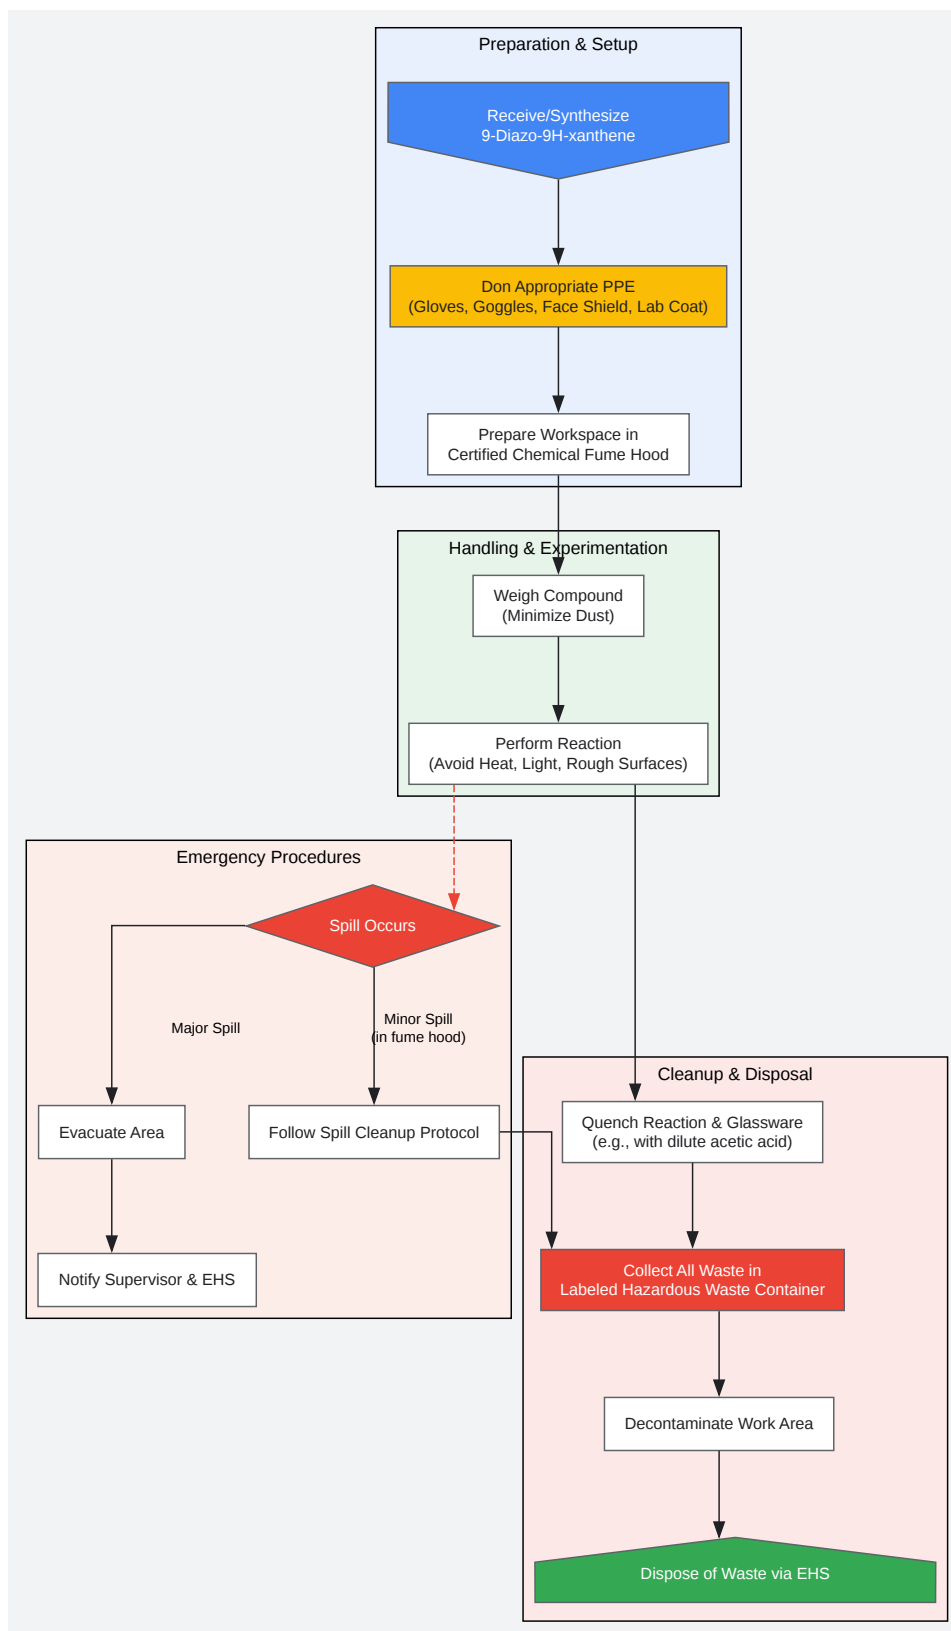 Preparation & Setup
Receive/Synthesize
9-Diazo-9H-xanthene
Don Appropriate PPE
(Gloves, Goggles, Face Shield, Lab Coat)
Prepare Workspace in
Certified Chemical Fume Hood
Handling & Experimentation
Weigh Compound
(Minimize Dust)
Perform Reaction
(Avoid Heat, Light, Rough Surfaces)
Emergency Procedures
Spill Occurs
Major Spill
Minor Spill
(in fume hood)
Evacuate Area
Follow Spill Cleanup Protocol
Notify Supervisor & EHS
Cleanup & Disposal
Quench Reaction & Glassware
(e.g., with dilute acetic acid)
Collect All Waste in
Labeled Hazardous Waste Container
Decontaminate Work Area
Dispose of Waste via EHS